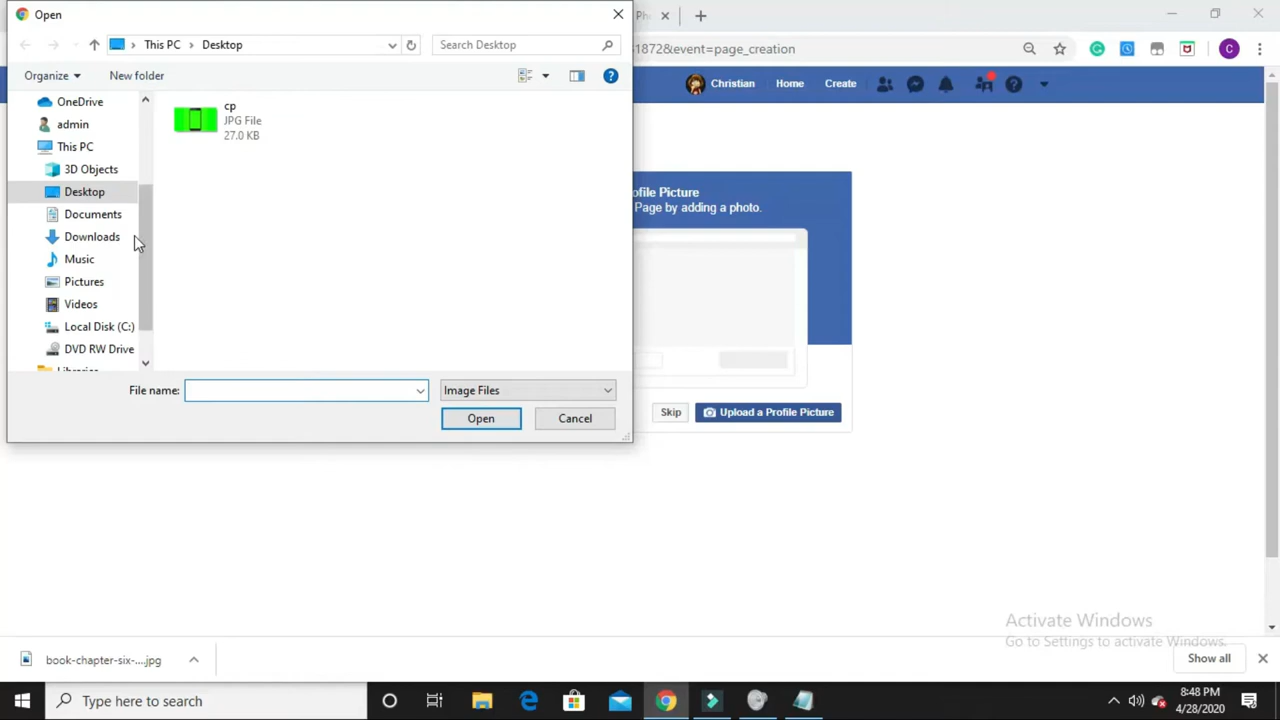 Open
This PC
Desktop
Search Desktop
Organize
New folder
OneDrive
admin
This PC
3D Objects
Desktop
Documents
Downloads
Music
Pictures
Videos
Local Disk (C:)
DVD RW Drive
cp
JPG File
27.0 KB
File name:
Image Files
Open
Cancel
1872&event=page_creation
C
Christian
Home
Create
ofile Picture
Page by adding a photo.
Skip
Upload a Profile Picture
Activate Windows
Go to Settings to activate Windows.
book-chapter-six-....jpg
Show all
Type here to search
8:48 PM
4/28/2020